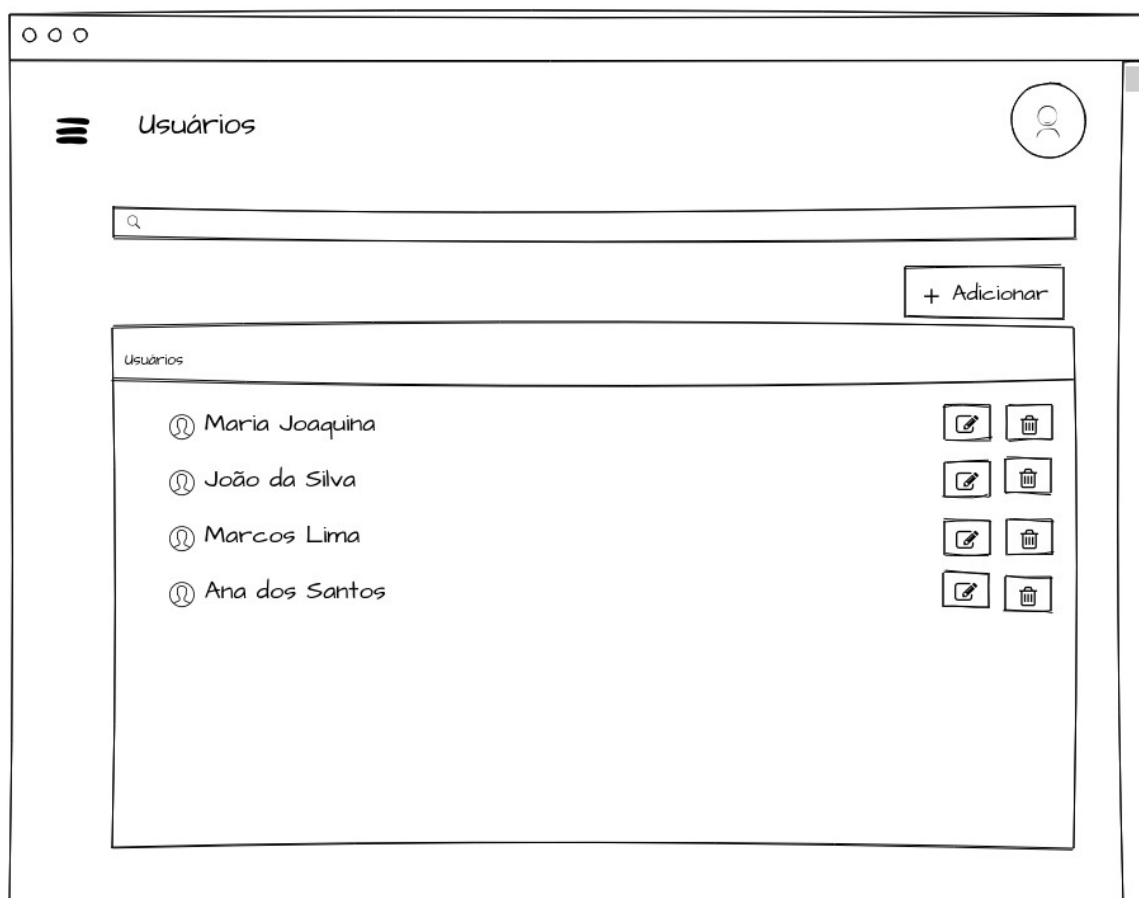 Usuários
+ Adicionar
Usuários
Maria Joaquina
João da Silva
Marcos Lima
Ana dos Santos